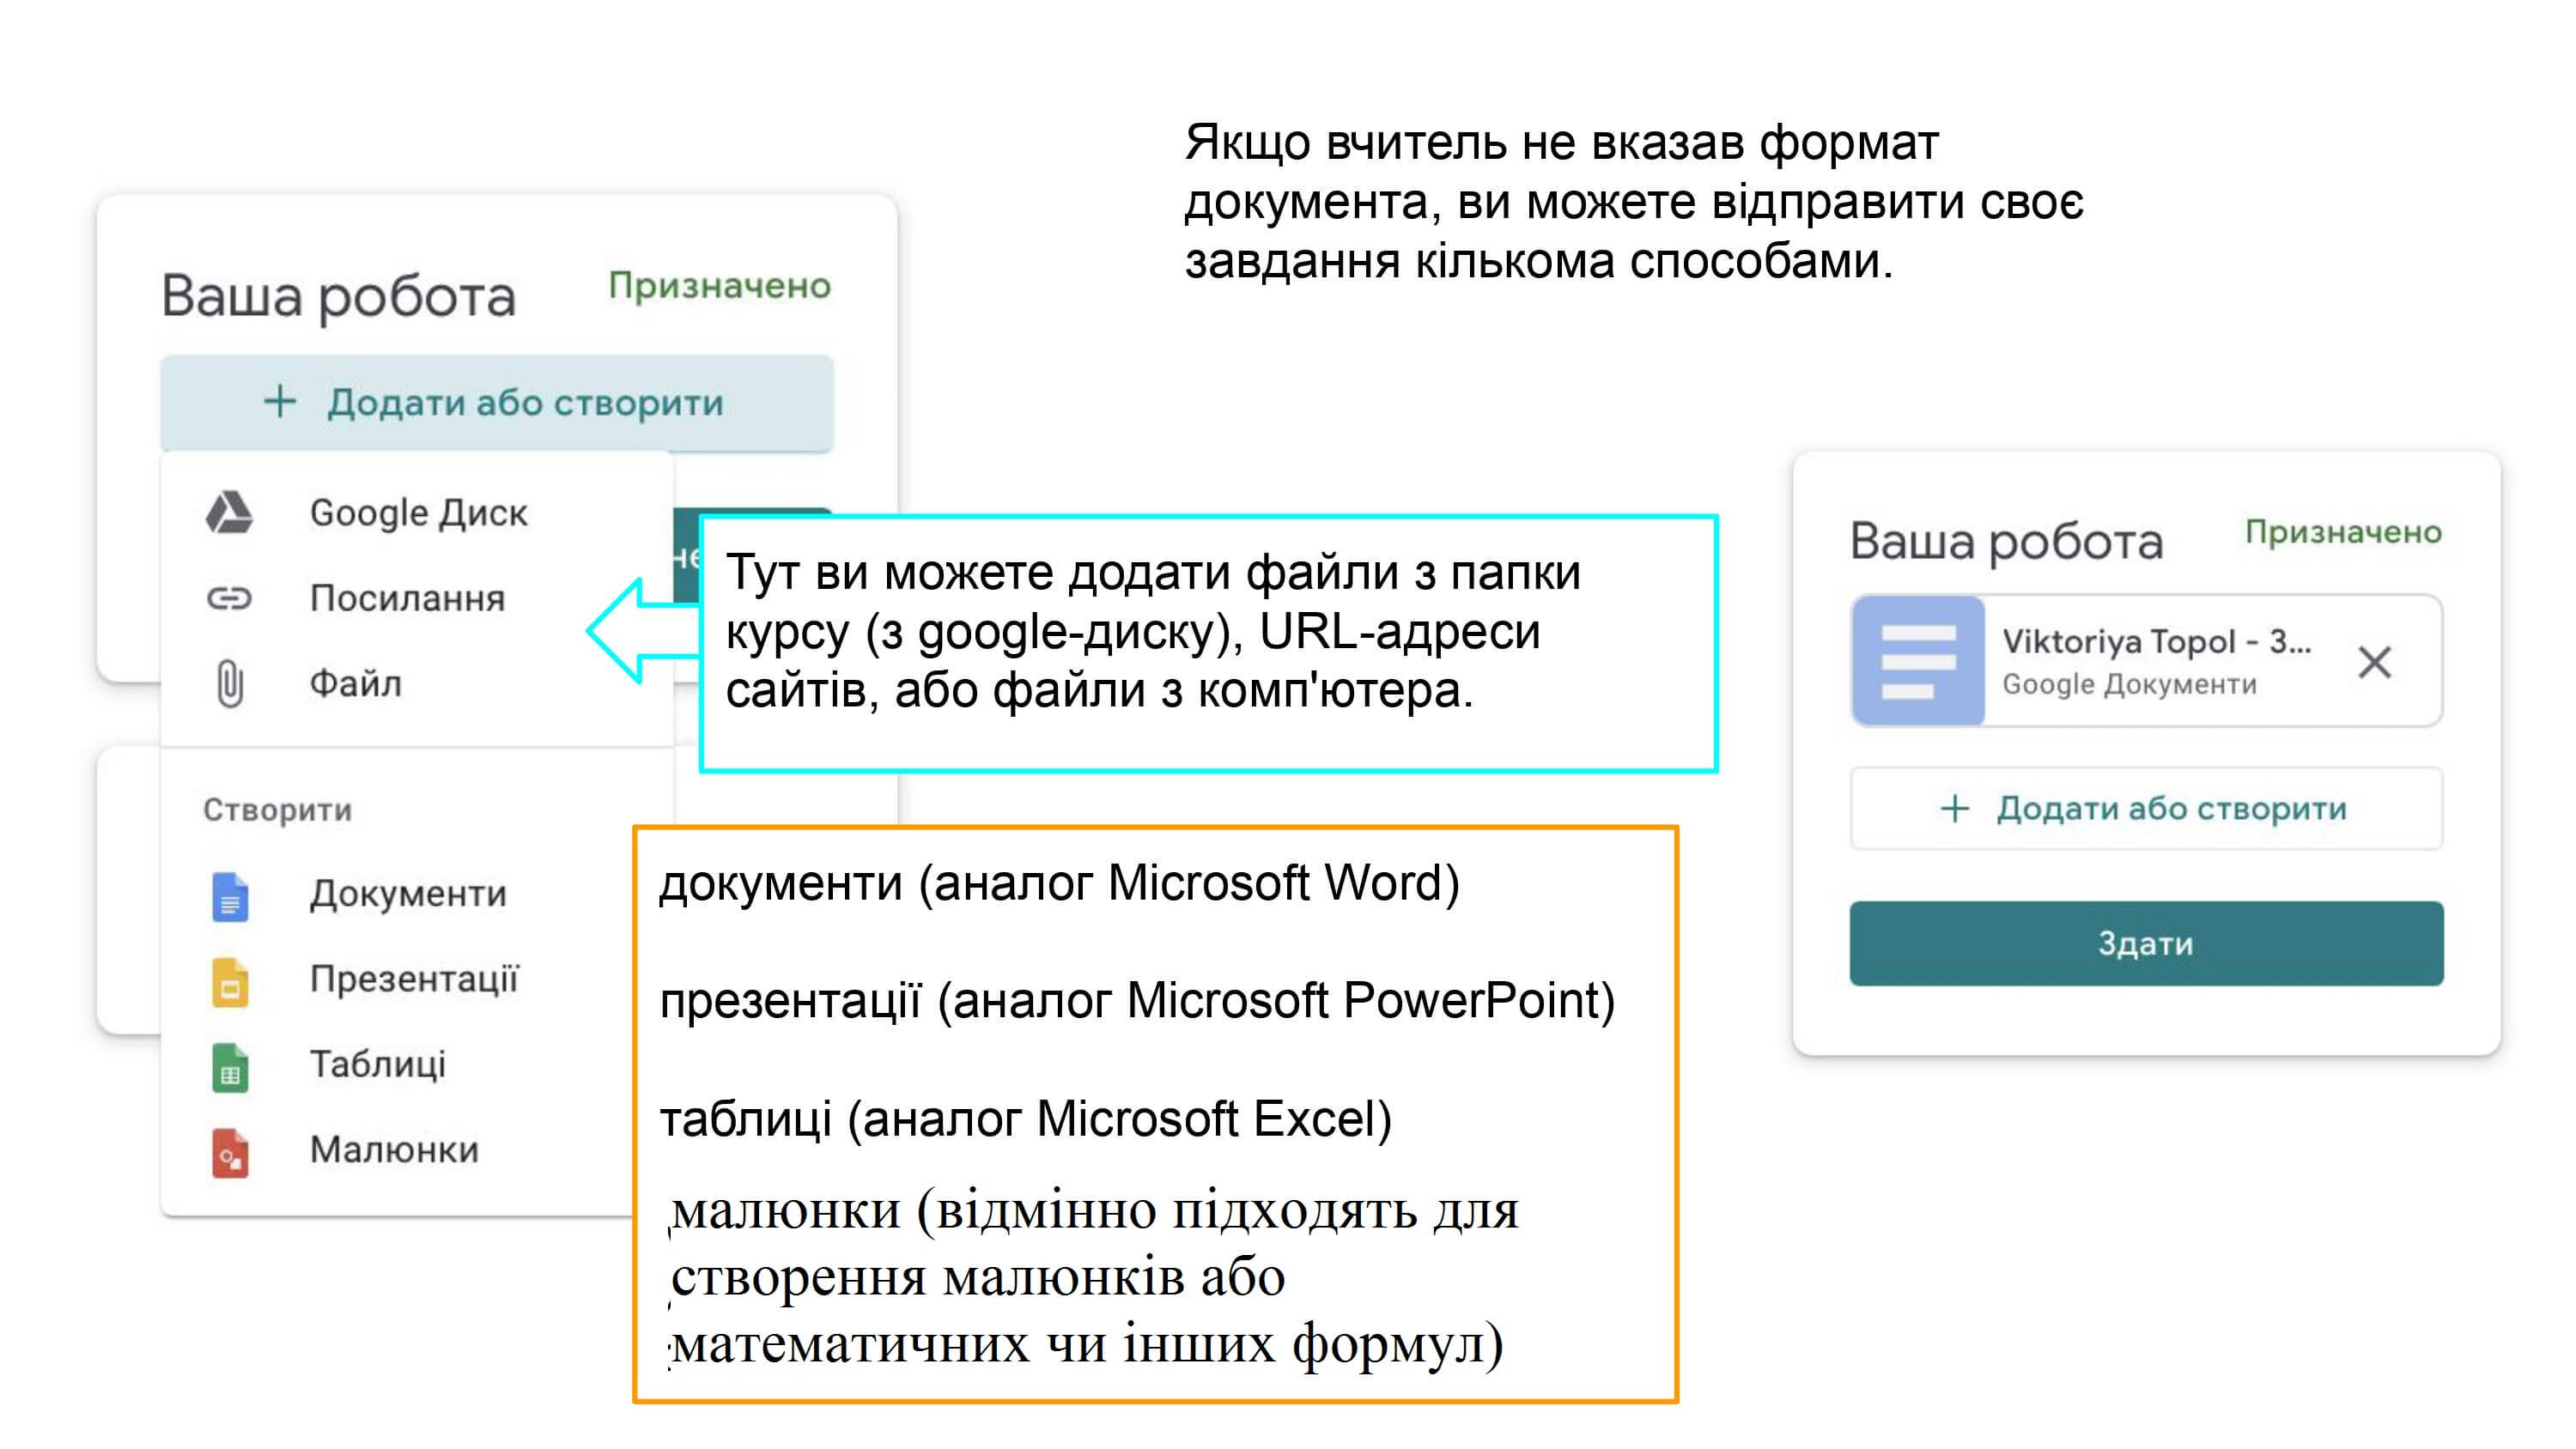 Якщо вчитель не вказав формат
документа, ви можете відправити своє
завдання кількома способами.
Ваша робота
Призначено
+ Додати або створити
Google Диск
Посилання
Файл
Створити
Документи
Презентації
Таблиці
Малюнки
Тут ви можете додати файли з папки
курсу (з google-диску), URL-адреси
сайтів, або файли з комп'ютера.
документи (аналог Microsoft Word)
презентації (аналог Microsoft PowerPoint)
таблиці (аналог Microsoft Excel)
малюнки (відмінно підходять для
створення малюнків або
математичних чи інших формул)
Ваша робота
Призначено
Viktoriya Topol - З...
Google Документи
+ Додати або створити
Здати